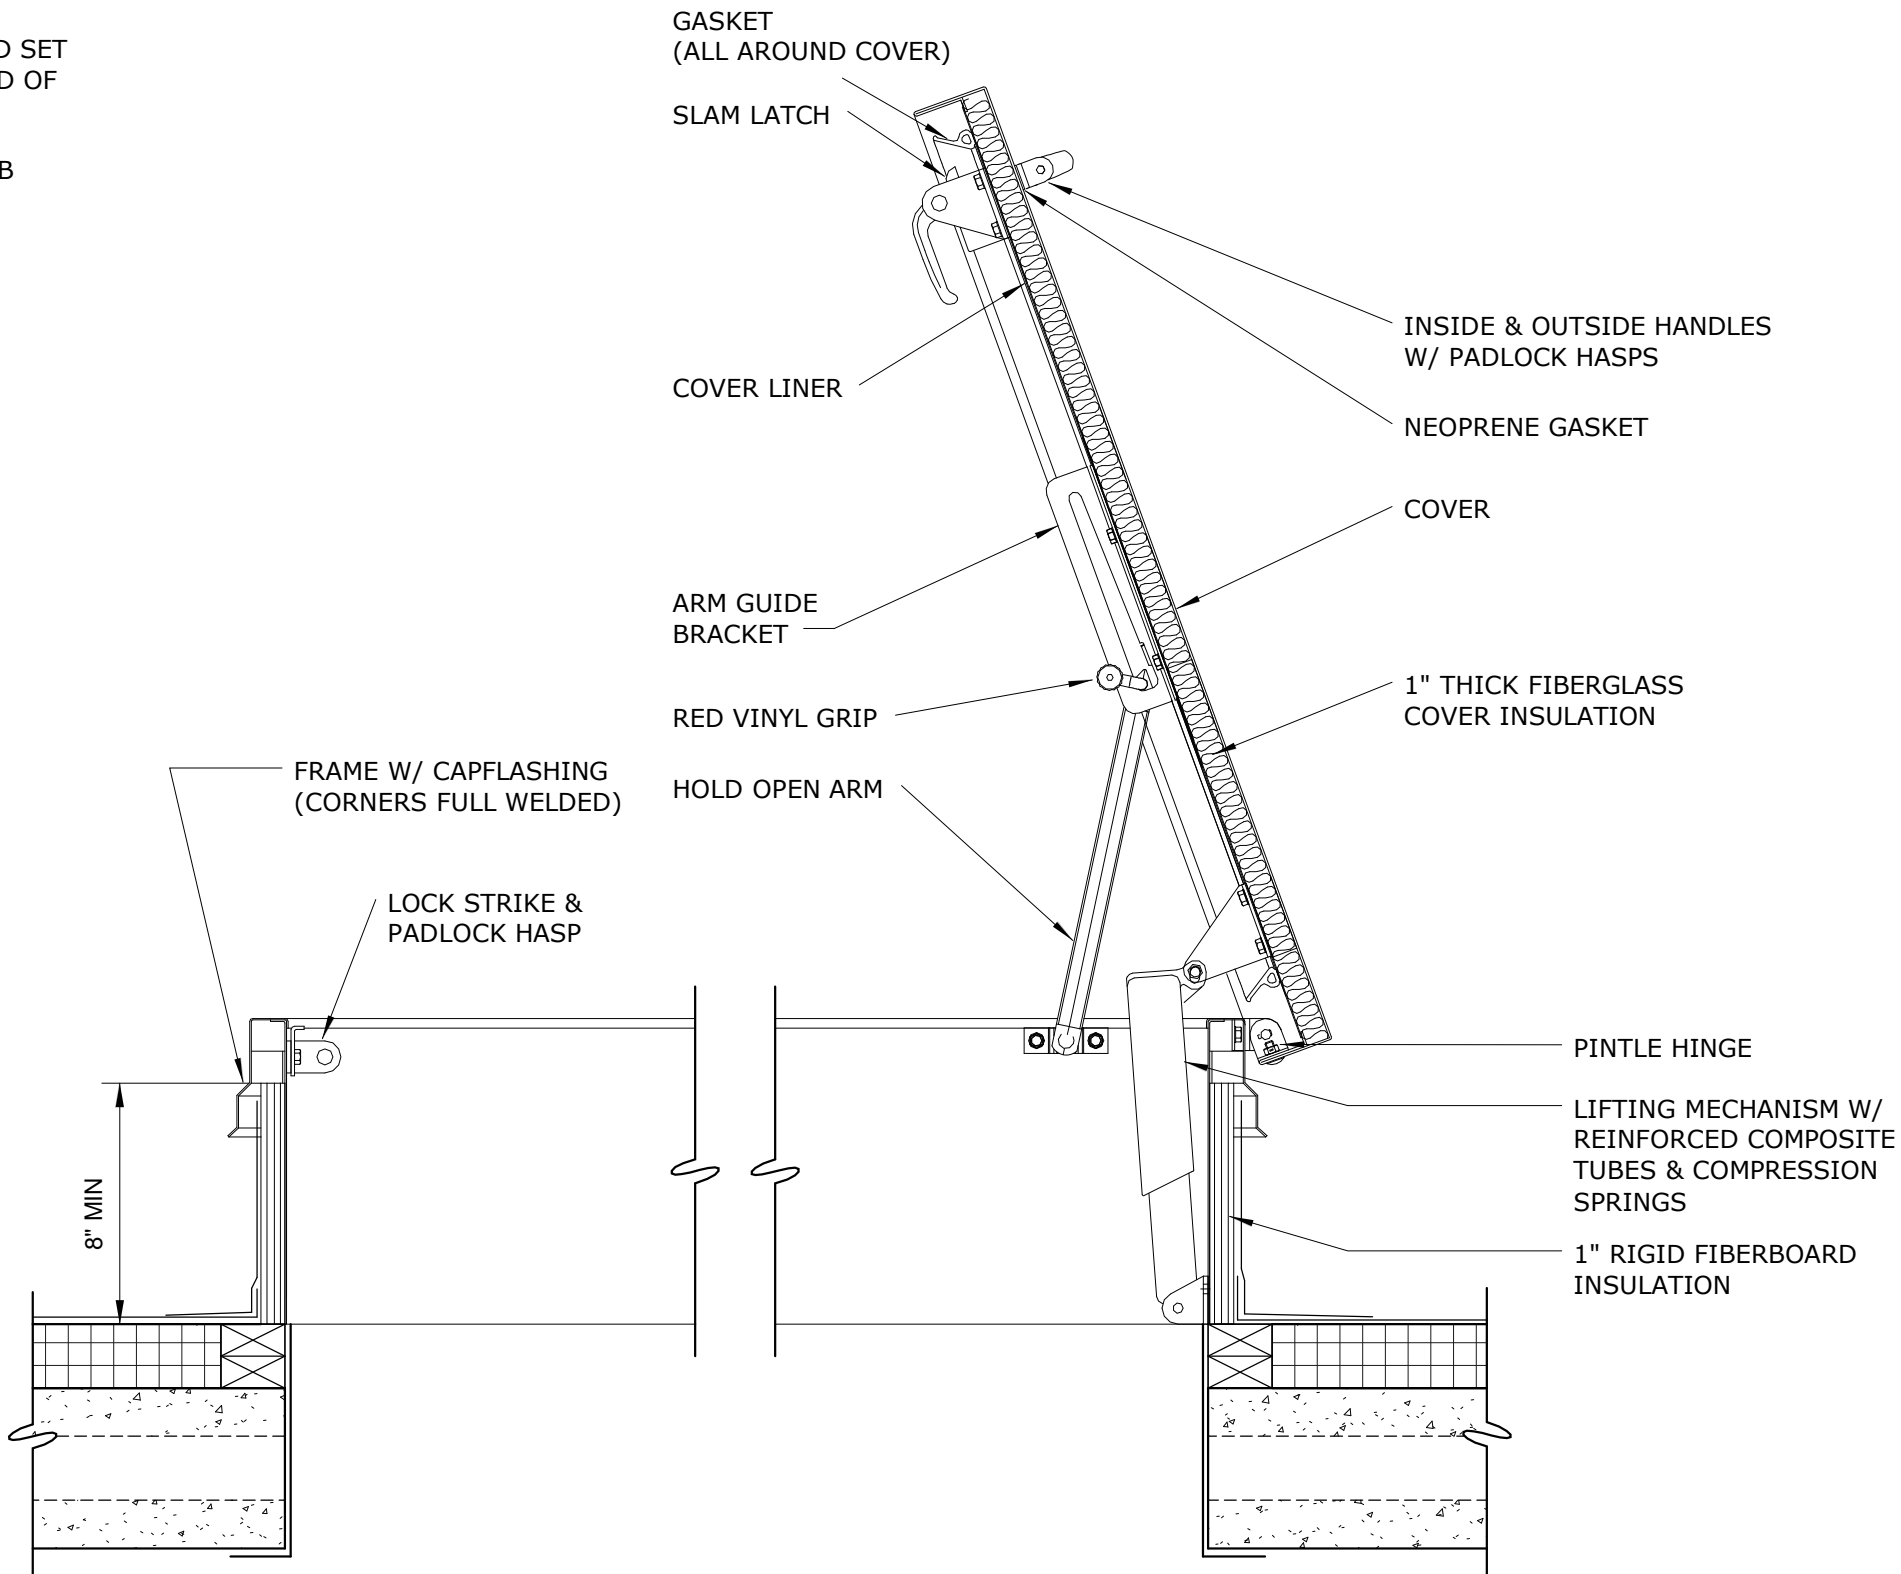 D SET
D OF
B
GASKET
(ALL AROUND COVER)
SLAM LATCH
COVER LINER
ARM GUIDE
BRACKET
RED VINYL GRIP
HOLD OPEN ARM
FRAME W/ CAPFLASHING
(CORNERS FULL WELDED)
LOCK STRIKE &
PADLOCK HASP
8" MIN
INSIDE & OUTSIDE HANDLES
W/ PADLOCK HASPS
NEOPRENE GASKET
COVER
1" THICK FIBERGLASS
COVER INSULATION
PINTLE HINGE
LIFTING MECHANISM W/
REINFORCED COMPOSITE
TUBES & COMPRESSION
SPRINGS
1" RIGID FIBERBOARD
INSULATION